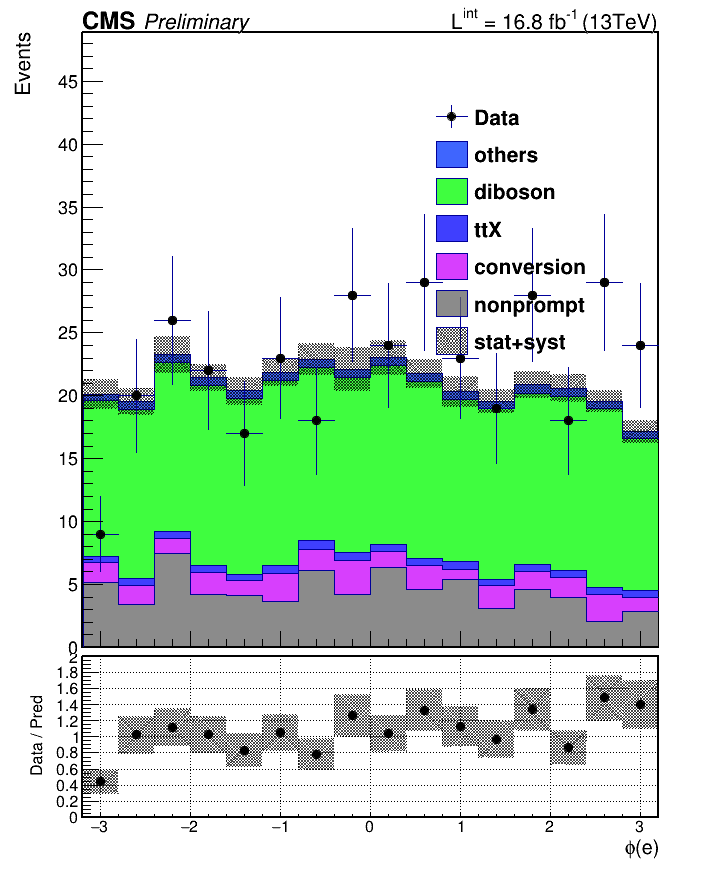 CMS Preliminary L^int = 16.8 fb^-1 (13TeV)
Events
45
40
35
30
25
20
15
10
5
0
Data
others
diboson
ttX
conversion
nonprompt
stat+syst
Data / Pred
2
1.8
1.6
1.4
1.2
1
0.8
0.6
0.4
0.2
0
−3 −2 −1 0 1 2 3
ϕ(e)